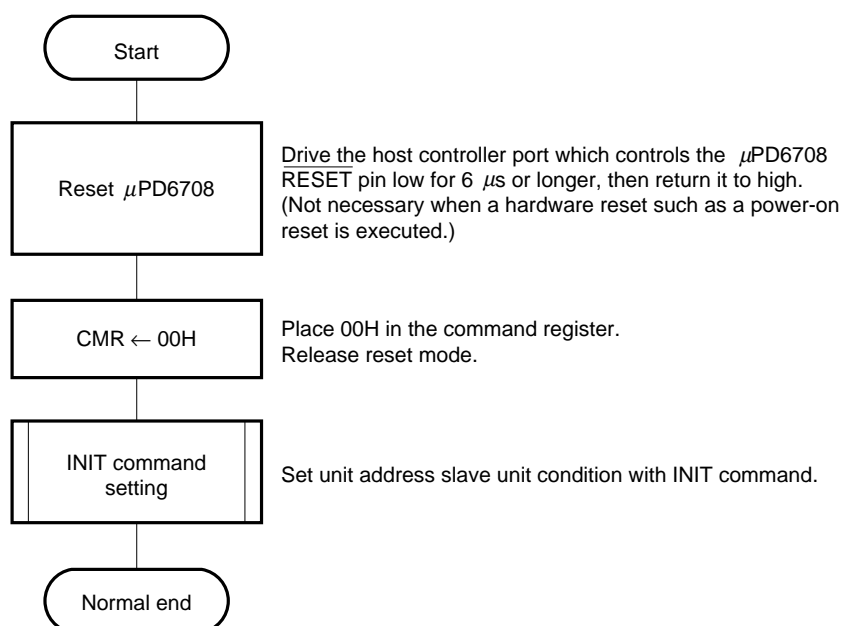 Start
Reset μPD6708
Drive the host controller port which controls the μPD6708
RESET pin low for 6 μs or longer, then return it to high.
(Not necessary when a hardware reset such as a power-on
reset is executed.)
CMR ← 00H
Place 00H in the command register.
Release reset mode.
INIT command
setting
Set unit address slave unit condition with INIT command.
Normal end